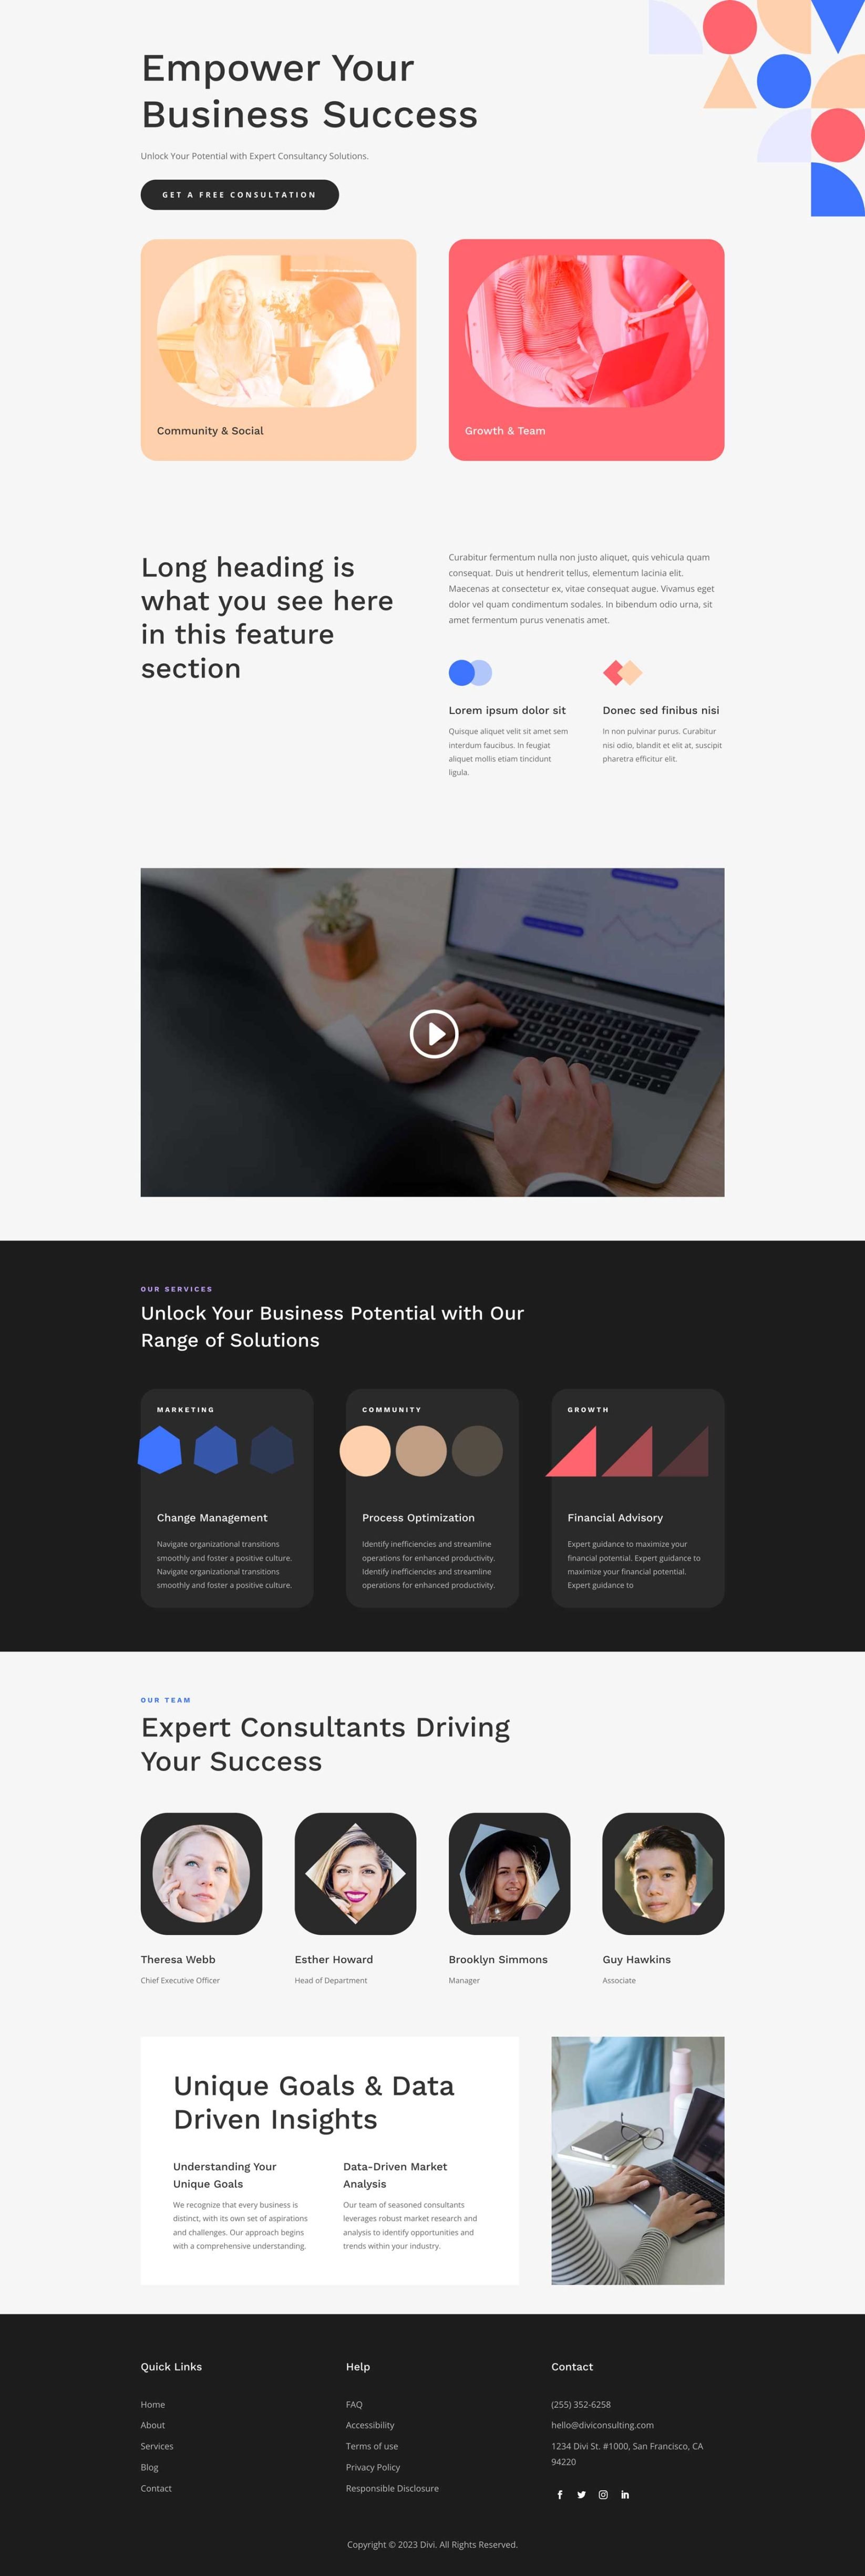 Empower Your
Business Success
Unlock Your Potential with Expert Consultancy Solutions.
GET A FREE CONSULTATION
Community & Social
Growth & Team
Long heading is
what you see here
in this feature
section
Curabitur fermentum nulla non justo aliquet, quis vehicula quam
consequat. Duis ut hendrerit tellus, elementum lacinia elit.
Maecenas at consectetur ex, vitae consequat augue. Vivamus eget
dolor vel quam condimentum sodales. In bibendum odio urna, sit
amet fermentum purus venenatis amet.
Lorem ipsum dolor sit
Quisque aliquet velit sit amet sem
interdum faucibus. In feugiat
aliquet mollis etiam tincidunt
ligula.
Donec sed finibus nisi
In non pulvinar purus. Curabitur
nisi odio, blandit et elit at, suscipit
pharetra efficitur elit.
OUR SERVICES
Unlock Your Business Potential with Our
Range of Solutions
MARKETING
Change Management
Navigate organizational transitions
smoothly and foster a positive culture.
Navigate organizational transitions
smoothly and foster a positive culture.
COMMUNITY
Process Optimization
Identify inefficiencies and streamline
operations for enhanced productivity.
Identify inefficiencies and streamline
operations for enhanced productivity.
GROWTH
Financial Advisory
Expert guidance to maximize your
financial potential. Expert guidance to
maximize your financial potential.
Expert guidance to
OUR TEAM
Expert Consultants Driving
Your Success
Theresa Webb
Chief Executive Officer
Esther Howard
Head of Department
Brooklyn Simmons
Manager
Guy Hawkins
Associate
Unique Goals & Data
Driven Insights
Understanding Your
Unique Goals
We recognize that every business is
distinct, with its own set of aspirations
and challenges. Our approach begins
with a comprehensive understanding.
Data-Driven Market
Analysis
Our team of seasoned consultants
leverages robust market research and
analysis to identify opportunities and
trends within your industry.
Quick Links
Home
About
Services
Blog
Contact
Help
FAQ
Accessibility
Terms of use
Privacy Policy
Responsible Disclosure
Contact
(255) 352-6258
hello@diviconsulting.com
1234 Divi St. #1000, San Francisco, CA
94220
Copyright © 2023 Divi. All Rights Reserved.